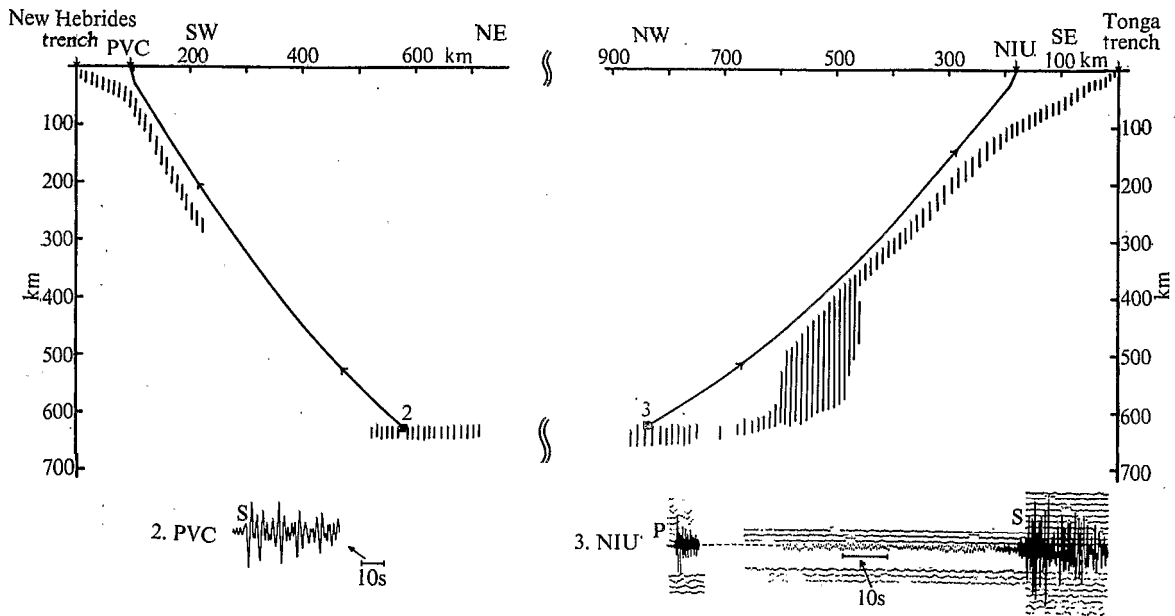 New Hebrides trench
PVC
SW
200
400
600 km
NE
100
200
300
400
500
600
700
km
2
900
NW
700
500
300
NIU
SE
100 km
Tonga trench
100
200
300
400
500
600
700
km
3
2. PVC
S
10s
3. NIU
P
S
10s